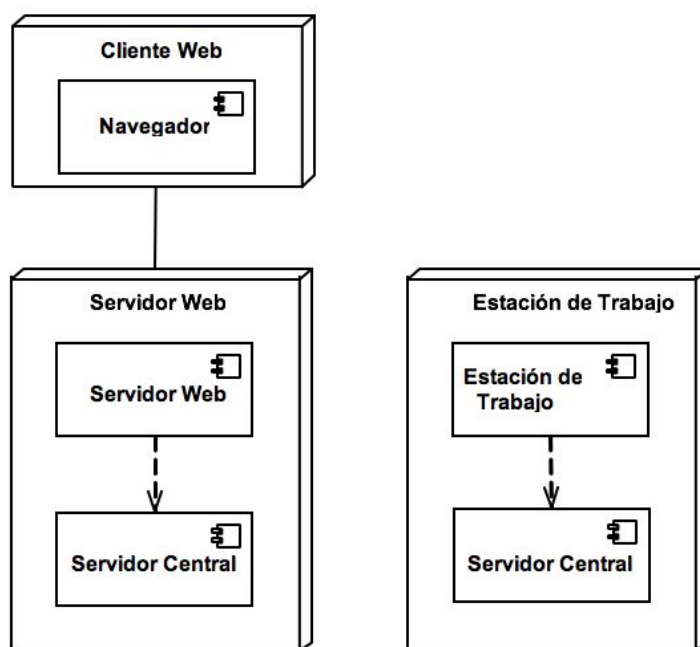 Cliente Web
Navegador
Servidor Web
Servidor Web
Servidor Central
Estación de Trabajo
Estación de
Trabajo
Servidor Central